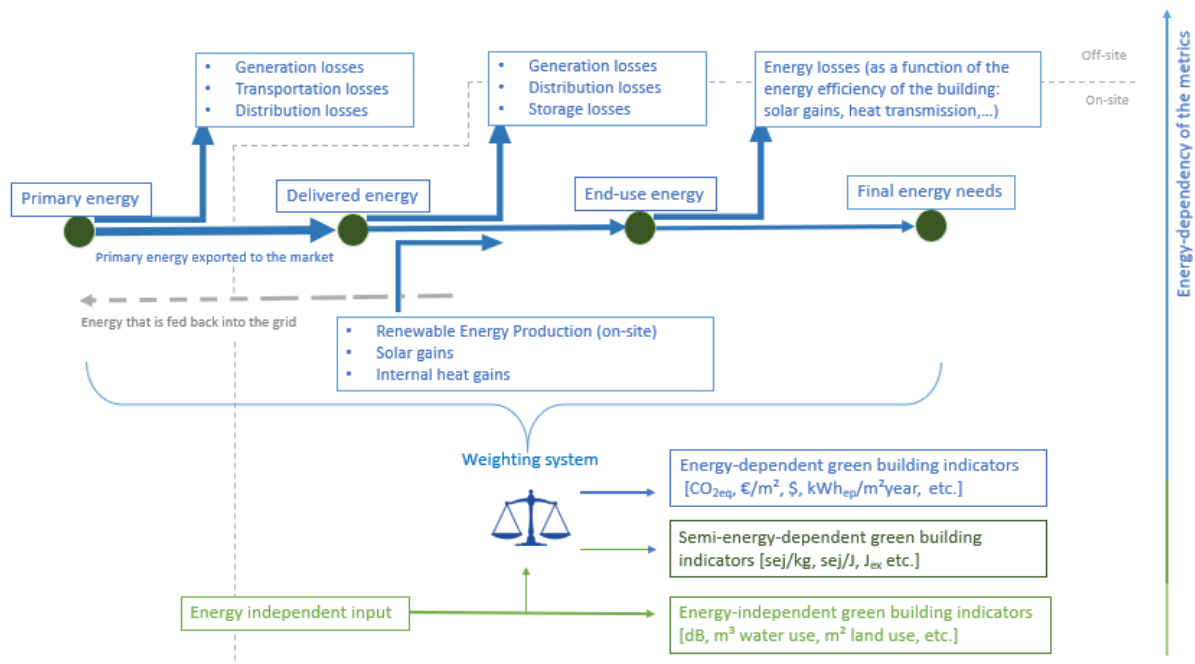 • Generation losses
• Transportation losses
• Distribution losses
• Generation losses
• Distribution losses
• Storage losses
Energy losses (as a function of the
energy efficiency of the building:
solar gains, heat transmission,...)
Off-site
On-site
Energy-dependency of the metrics
Primary energy
Delivered energy
End-use energy
Final energy needs
Primary energy exported to the market
Energy that is fed back into the grid
• Renewable Energy Production (on-site)
• Solar gains
• Internal heat gains
Weighting system
Energy-dependent green building indicators
[CO₂eq, €/m², $, kWhep/m²year, etc.]
Semi-energy-dependent green building
indicators [sej/kg, sej/J, Jex etc.]
Energy independent input
Energy-independent green building indicators
[dB, m³ water use, m² land use, etc.]